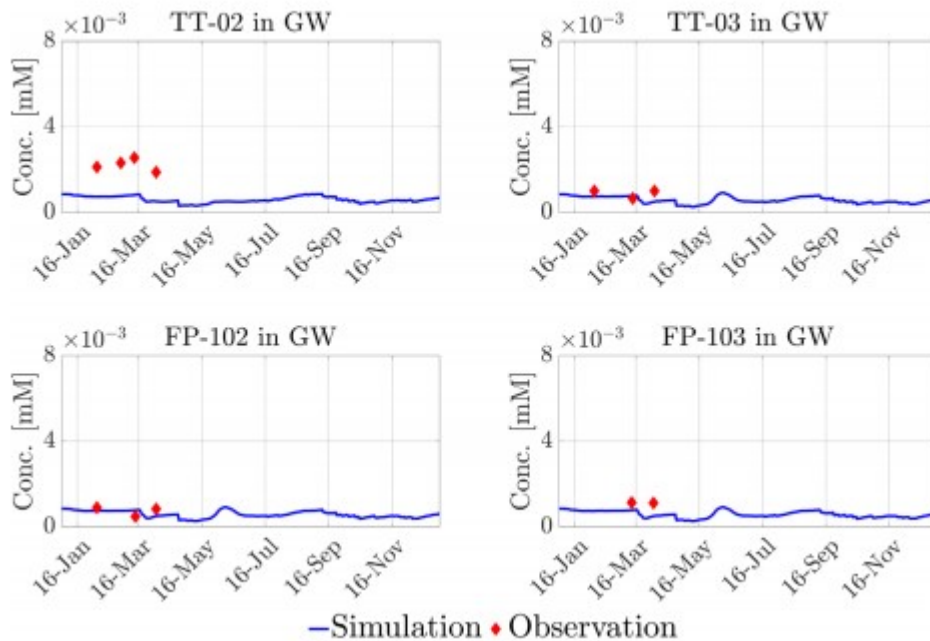 TT-02 in GW
×10⁻³
8
4
0
Conc. [mM]
16-Jan
16-Mar
16-May
16-Jul
16-Sep
16-Nov
TT-03 in GW
×10⁻³
8
4
0
Conc. [mM]
16-Jan
16-Mar
16-May
16-Jul
16-Sep
16-Nov
FP-102 in GW
×10⁻³
8
4
0
Conc. [mM]
16-Jan
16-Mar
16-May
16-Jul
16-Sep
16-Nov
FP-103 in GW
×10⁻³
8
4
0
Conc. [mM]
16-Jan
16-Mar
16-May
16-Jul
16-Sep
16-Nov
Simulation Observation